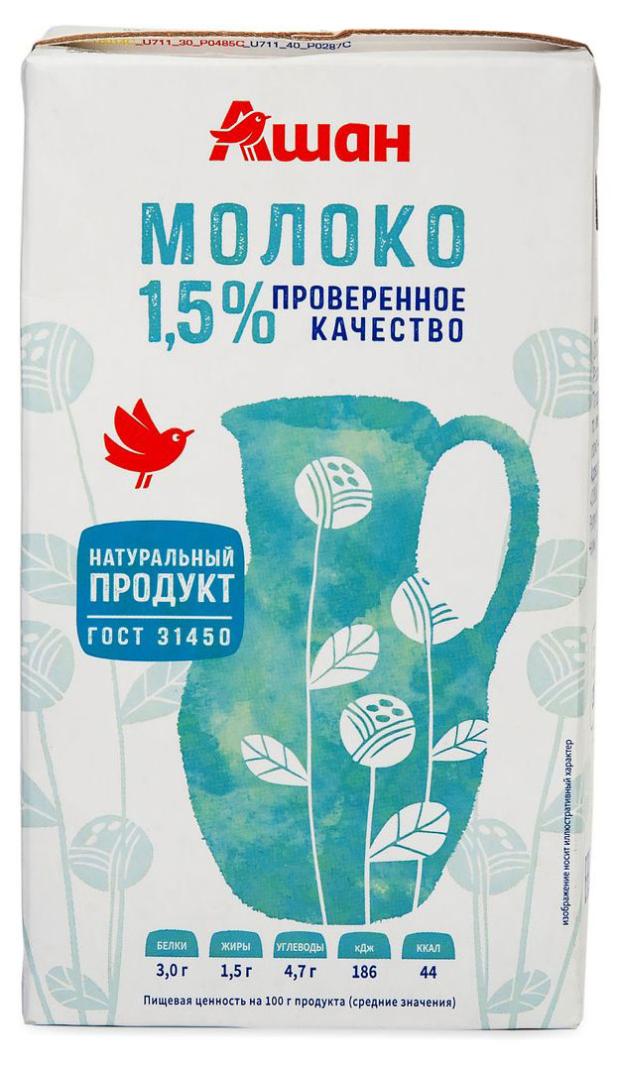 _U711_30_P0485C_U711_40_P0287C
Ашан
МОЛОКО
1,5% ПРОВЕРЕННОЕ
КАЧЕСТВО
НАТУРАЛЬНЫЙ
ПРОДУКТ
ГОСТ 31450
изображение носит иллюстративный характер
БЕЛКИ ЖИРЫ УГЛЕВОДЫ кДж ККАЛ
3,0 г 1,5 г 4,7 г 186 44
Пищевая ценность на 100 г продукта (средние значения)